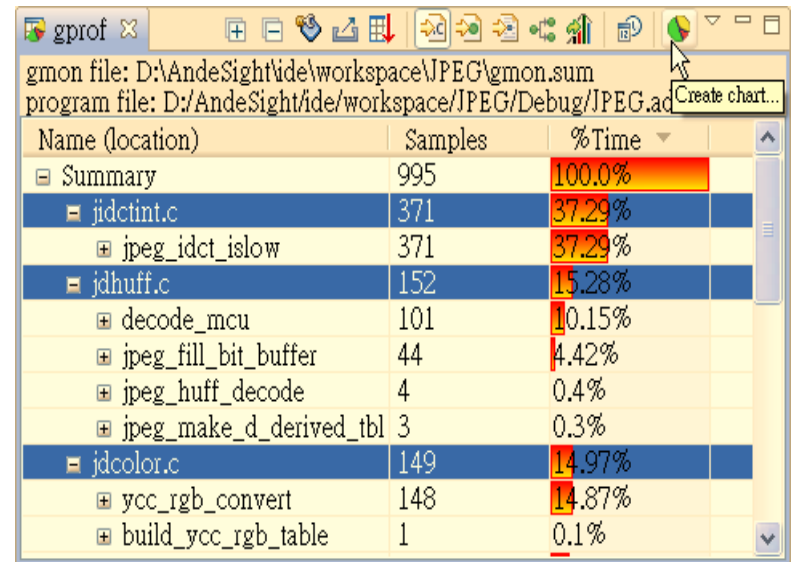 gprof
gmon file: D:\AndeSight\ide\workspace\JPEG\gmon.sum
program file: D:/AndeSight/ide/workspace/JPEG/Debug/JPEG.ad
Create chart...
Name (location) Samples %Time
Summary 995 100.0%
jidctint.c 371 37.29%
jpeg_idct_islow 371 37.29%
jdhuff.c 152 15.28%
decode_mcu 101 10.15%
jpeg_fill_bit_buffer 44 4.42%
jpeg_huff_decode 4 0.4%
jpeg_make_d_derived_tbl 3 0.3%
jdcolor.c 149 14.97%
ycc_rgb_convert 148 14.87%
build_ycc_rgb_table 1 0.1%